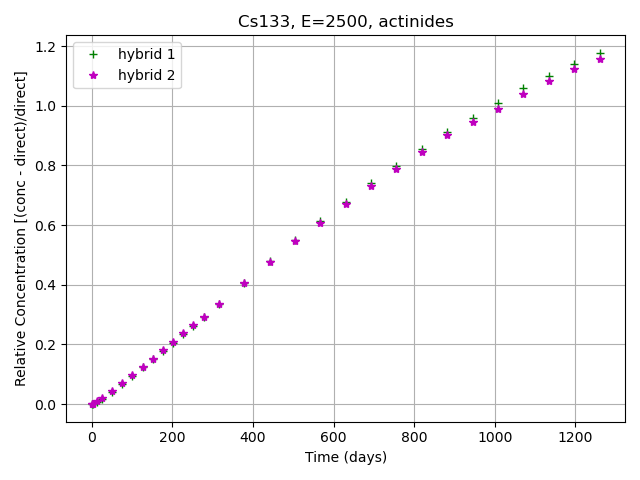 Cs133, E=2500, actinides
hybrid 1
hybrid 2
Relative Concentration [(conc - direct)/direct]
1.2
1.0
0.8
0.6
0.4
0.2
0.0
0 200 400 600 800 1000 1200
Time (days)